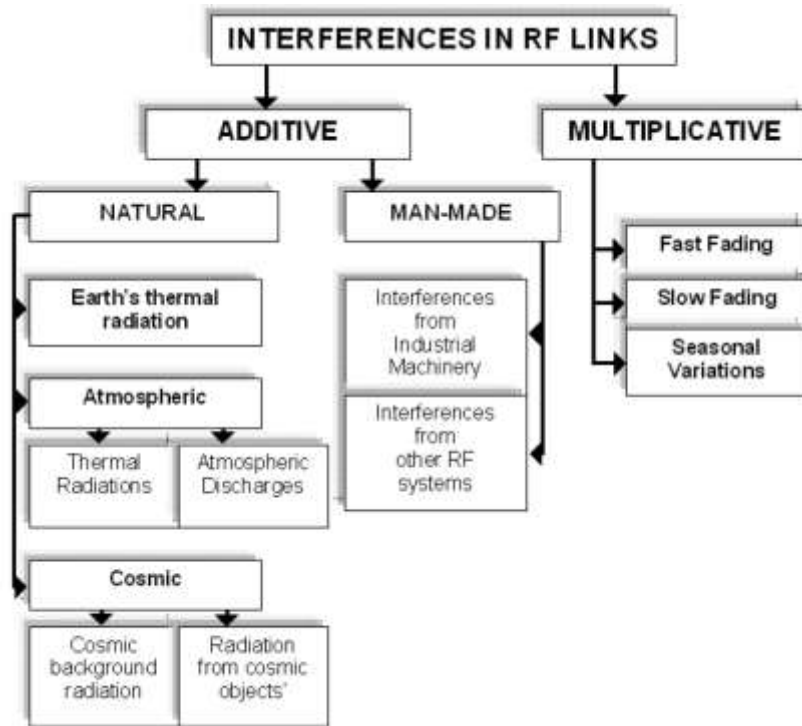 INTERFERENCES IN RF LINKS
ADDITIVE
MULTIPLICATIVE
NATURAL
MAN-MADE
Earth's thermal
radiation
Atmospheric
Thermal
Radiations
Atmospheric
Discharges
Cosmic
Cosmic
background
radiation
Radiation
from cosmic
objects'
Interferences
from
Industrial
Machinery
Interferences
from
other RF
systems
Fast Fading
Slow Fading
Seasonal
Variations